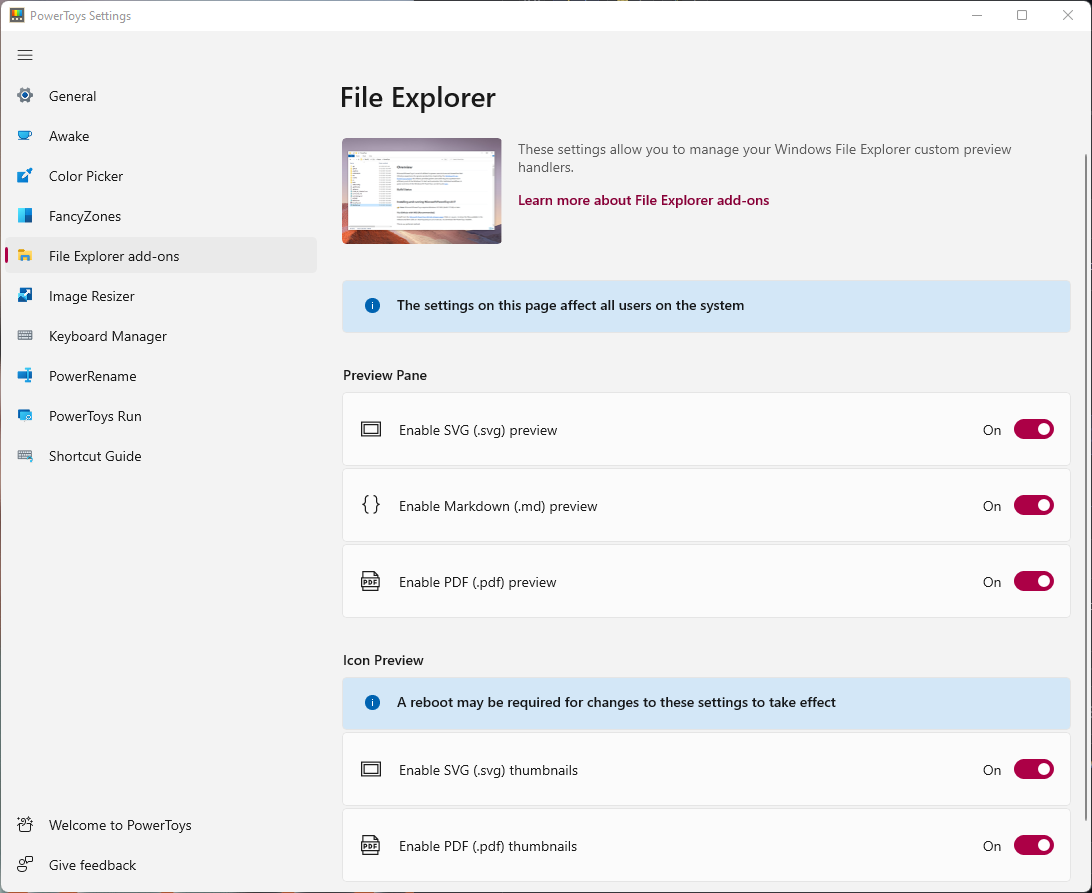 PowerToys Settings
General
Awake
Color Picker
FancyZones
File Explorer add-ons
Image Resizer
Keyboard Manager
PowerRename
PowerToys Run
Shortcut Guide
Welcome to PowerToys
Give feedback
File Explorer
These settings allow you to manage your Windows File Explorer custom preview
handlers.
Learn more about File Explorer add-ons
The settings on this page affect all users on the system
Preview Pane
Enable SVG (.svg) preview On
Enable Markdown (.md) preview On
PDF Enable PDF (.pdf) preview On
Icon Preview
A reboot may be required for changes to these settings to take effect
Enable SVG (.svg) thumbnails On
PDF Enable PDF (.pdf) thumbnails On